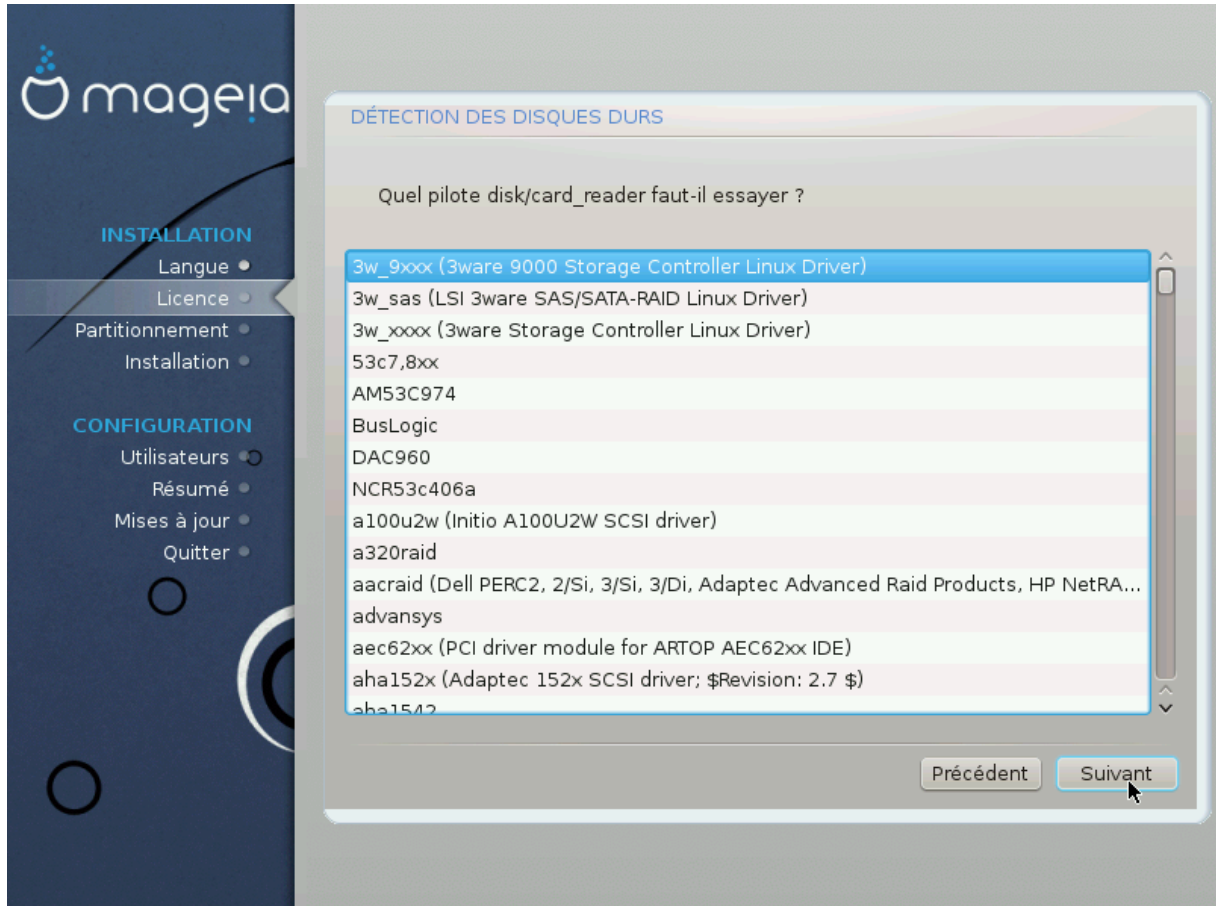 mageia
INSTALLATION
Langue
Licence
Partitionnement
Installation
CONFIGURATION
Utilisateurs
Résumé
Mises à jour
Quitter
DÉTECTION DES DISQUES DURS
Quel pilote disk/card_reader faut-il essayer ?
3w_9xxx (3ware 9000 Storage Controller Linux Driver)
3w_sas (LSI 3ware SAS/SATA-RAID Linux Driver)
3w_xxxx (3ware Storage Controller Linux Driver)
53c7,8xx
AM53C974
BusLogic
DAC960
NCR53c406a
a100u2w (Initio A100U2W SCSI driver)
a320raid
aacraid (Dell PERC2, 2/Si, 3/Si, 3/Di, Adaptec Advanced Raid Products, HP NetRA...
advansys
aec62xx (PCI driver module for ARTOP AEC62xx IDE)
aha152x (Adaptec 152x SCSI driver; $Revision: 2.7 $)
aha1542
Précédent
Suivant